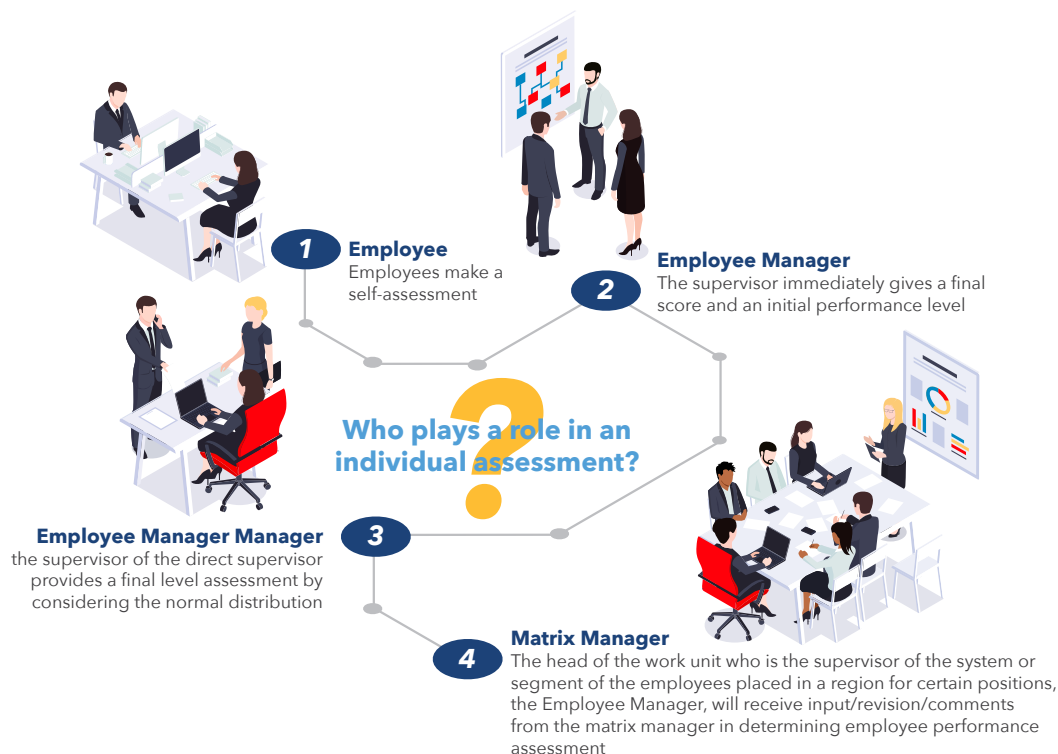 1
Employee
Employees make a
self-assessment
2
Employee Manager
The supervisor immediately gives a final
score and an initial performance level
Who plays a role in an
individual assessment?
?
3
Employee Manager Manager
the supervisor of the direct supervisor
provides a final level assessment by
considering the normal distribution
4
Matrix Manager
The head of the work unit who is the supervisor of the system or
segment of the employees placed in a region for certain positions,
the Employee Manager, will receive input/revision/comments
from the matrix manager in determining employee performance
assessment